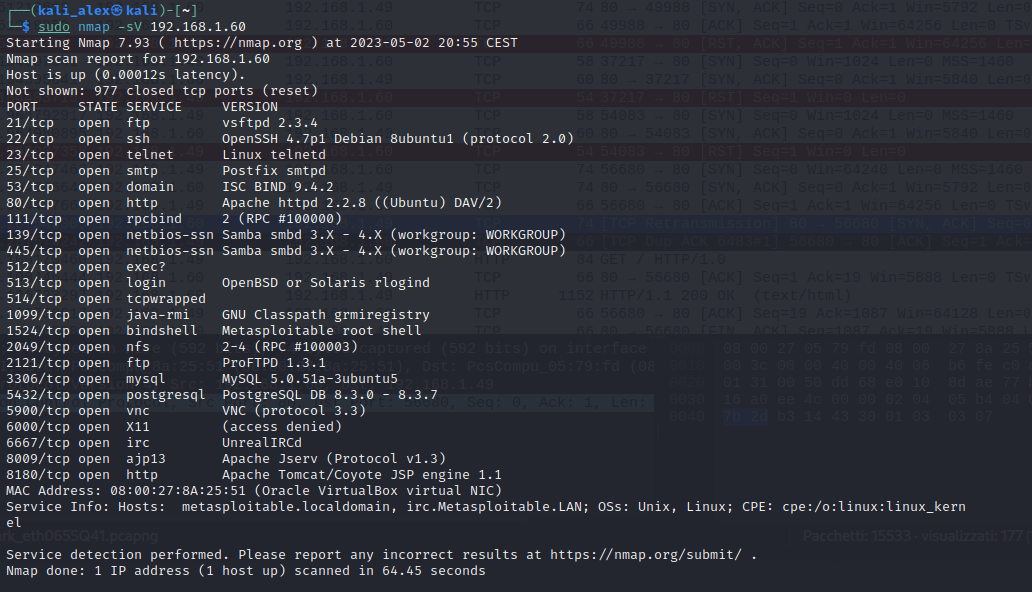 ┌──(kali_alex㉿kali)-[~]
└─$ sudo nmap -sV 192.168.1.60
Starting Nmap 7.93 ( https://nmap.org ) at 2023-05-02 20:55 CEST
Nmap scan report for 192.168.1.60
Host is up (0.00012s latency).
Not shown: 977 closed tcp ports (reset)
PORT     STATE SERVICE     VERSION
21/tcp   open  ftp         vsftpd 2.3.4
22/tcp   open  ssh         OpenSSH 4.7p1 Debian 8ubuntu1 (protocol 2.0)
23/tcp   open  telnet      Linux telnetd
25/tcp   open  smtp        Postfix smtpd
53/tcp   open  domain      ISC BIND 9.4.2
80/tcp   open  http        Apache httpd 2.2.8 ((Ubuntu) DAV/2)
111/tcp  open  rpcbind     2 (RPC #100000)
139/tcp  open  netbios-ssn Samba smbd 3.X - 4.X (workgroup: WORKGROUP)
445/tcp  open  netbios-ssn Samba smbd 3.X - 4.X (workgroup: WORKGROUP)
512/tcp  open  exec?
513/tcp  open  login       OpenBSD or Solaris rlogind
514/tcp  open  tcpwrapped
1099/tcp open  java-rmi    GNU Classpath grmiregistry
1524/tcp open  bindshell   Metasploitable root shell
2049/tcp open  nfs         2-4 (RPC #100003)
2121/tcp open  ftp         ProFTPD 1.3.1
3306/tcp open  mysql       MySQL 5.0.51a-3ubuntu5
5432/tcp open  postgresql  PostgreSQL DB 8.3.0 - 8.3.7
5900/tcp open  vnc         VNC (protocol 3.3)
6000/tcp open  X11         (access denied)
6667/tcp open  irc         UnrealIRCd
8009/tcp open  ajp13       Apache Jserv (Protocol v1.3)
8180/tcp open  http        Apache Tomcat/Coyote JSP engine 1.1
MAC Address: 08:00:27:8A:25:51 (Oracle VirtualBox virtual NIC)
Service Info: Hosts:  metasploitable.localdomain, irc.Metasploitable.LAN; OSs: Unix, Linux; CPE: cpe:/o:linux:linux_kern
el
Service detection performed. Please report any incorrect results at https://nmap.org/submit/ .
Nmap done: 1 IP address (1 host up) scanned in 64.45 seconds